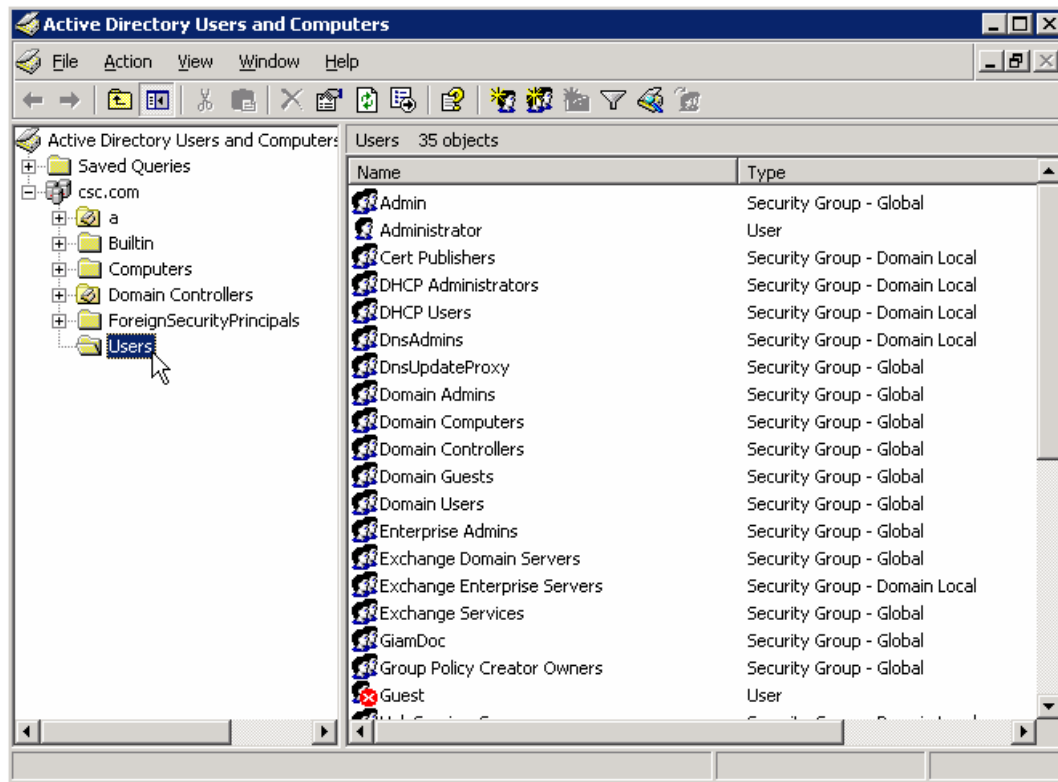 Active Directory Users and Computers
File Action View Window Help
Active Directory Users and Computers
Saved Queries
csc.com
a
Builtin
Computers
Domain Controllers
ForeignSecurityPrincipals
Users
Users 35 objects
Name Type
Admin Security Group - Global
Administrator User
Cert Publishers Security Group - Domain Local
DHCP Administrators Security Group - Domain Local
DHCP Users Security Group - Domain Local
DnsAdmins Security Group - Domain Local
DnsUpdateProxy Security Group - Global
Domain Admins Security Group - Global
Domain Computers Security Group - Global
Domain Controllers Security Group - Global
Domain Guests Security Group - Global
Domain Users Security Group - Global
Enterprise Admins Security Group - Global
Exchange Domain Servers Security Group - Global
Exchange Enterprise Servers Security Group - Domain Local
Exchange Services Security Group - Global
GiamDoc Security Group - Global
Group Policy Creator Owners Security Group - Global
Guest User